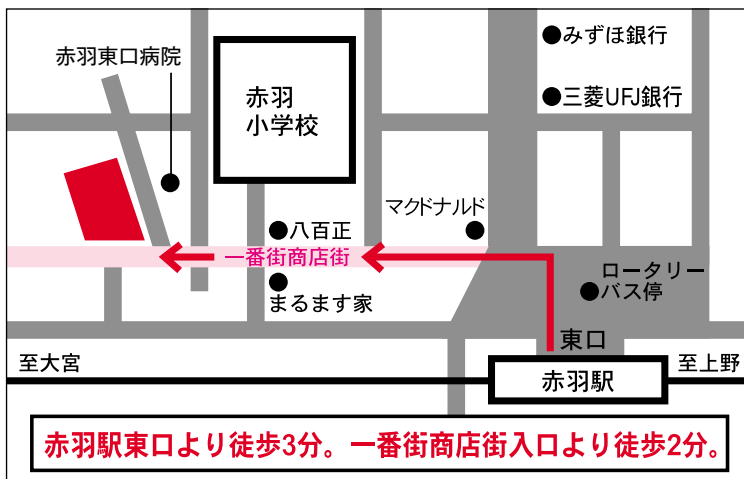 みずほ銀行
赤羽東口病院
三菱UFJ銀行
赤羽
小学校
マクドナルド
八百正
一番街商店街
まるます家
ロータリー
バス停
東口
至大宮
至上野
赤羽駅
赤羽駅東口より徒歩3分。一番街商店街入口より徒歩2分。